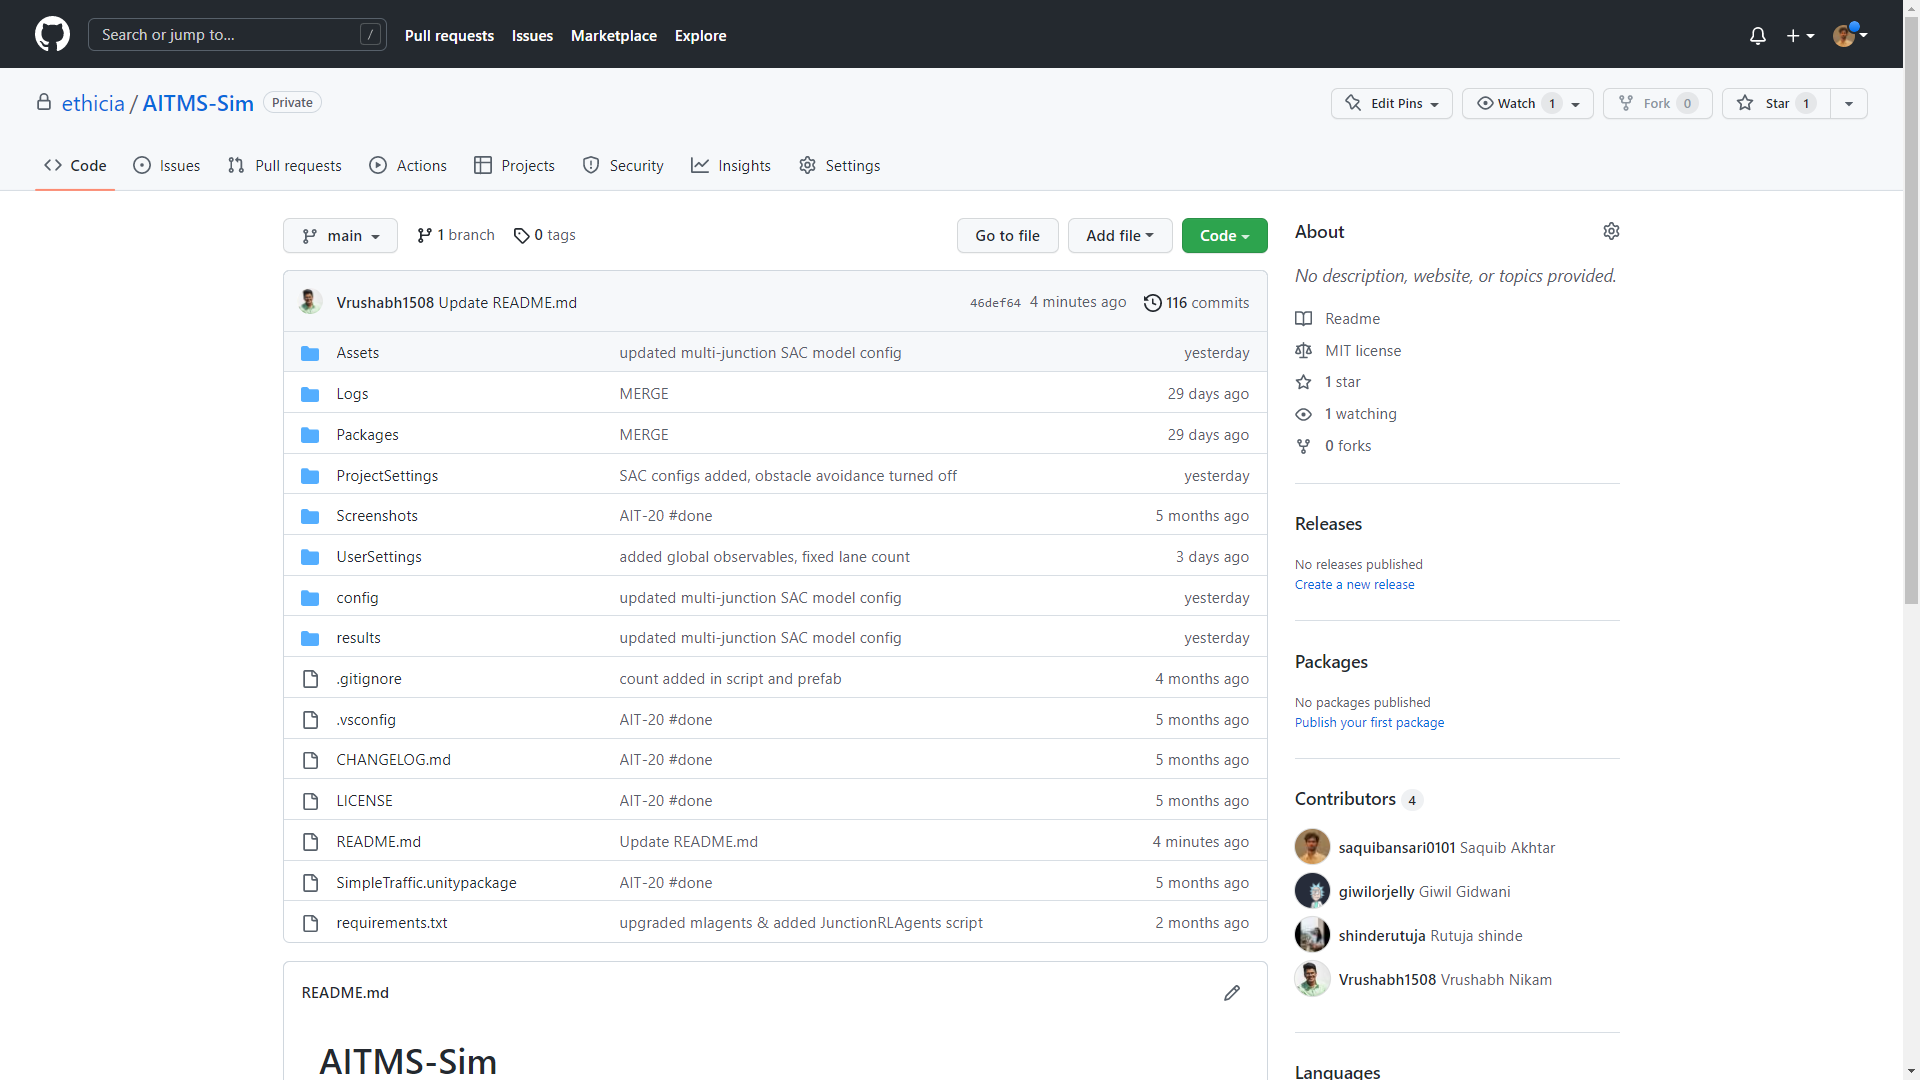 Search or jump to... /
Pull requests Issues Marketplace Explore
ethicia / AITMS-Sim Private
Edit Pins Watch 1 Fork 0 Star 1
Code Issues Pull requests Actions Projects Security Insights Settings
main 1 branch 0 tags Go to file Add file Code
Vrushabh1508 Update README.md 46def64 4 minutes ago 116 commits
Assets updated multi-junction SAC model config yesterday
Logs MERGE 29 days ago
Packages MERGE 29 days ago
ProjectSettings SAC configs added, obstacle avoidance turned off yesterday
Screenshots AIT-20 #done 5 months ago
UserSettings added global observables, fixed lane count 3 days ago
config updated multi-junction SAC model config yesterday
results updated multi-junction SAC model config yesterday
.gitignore count added in script and prefab 4 months ago
.vsconfig AIT-20 #done 5 months ago
CHANGELOG.md AIT-20 #done 5 months ago
LICENSE AIT-20 #done 5 months ago
README.md Update README.md 4 minutes ago
SimpleTraffic.unitypackage AIT-20 #done 5 months ago
requirements.txt upgraded mlagents & added JunctionRLAgents script 2 months ago
README.md
AITMS-Sim
About
No description, website, or topics provided.
Readme
MIT license
1 star
1 watching
0 forks
Releases
No releases published
Create a new release
Packages
No packages published
Publish your first package
Contributors 4
saquibansari0101 Saquib Akhtar
giwilorjelly Giwil Gidwani
shinderutuja Rutuja shinde
Vrushabh1508 Vrushabh Nikam
Languages